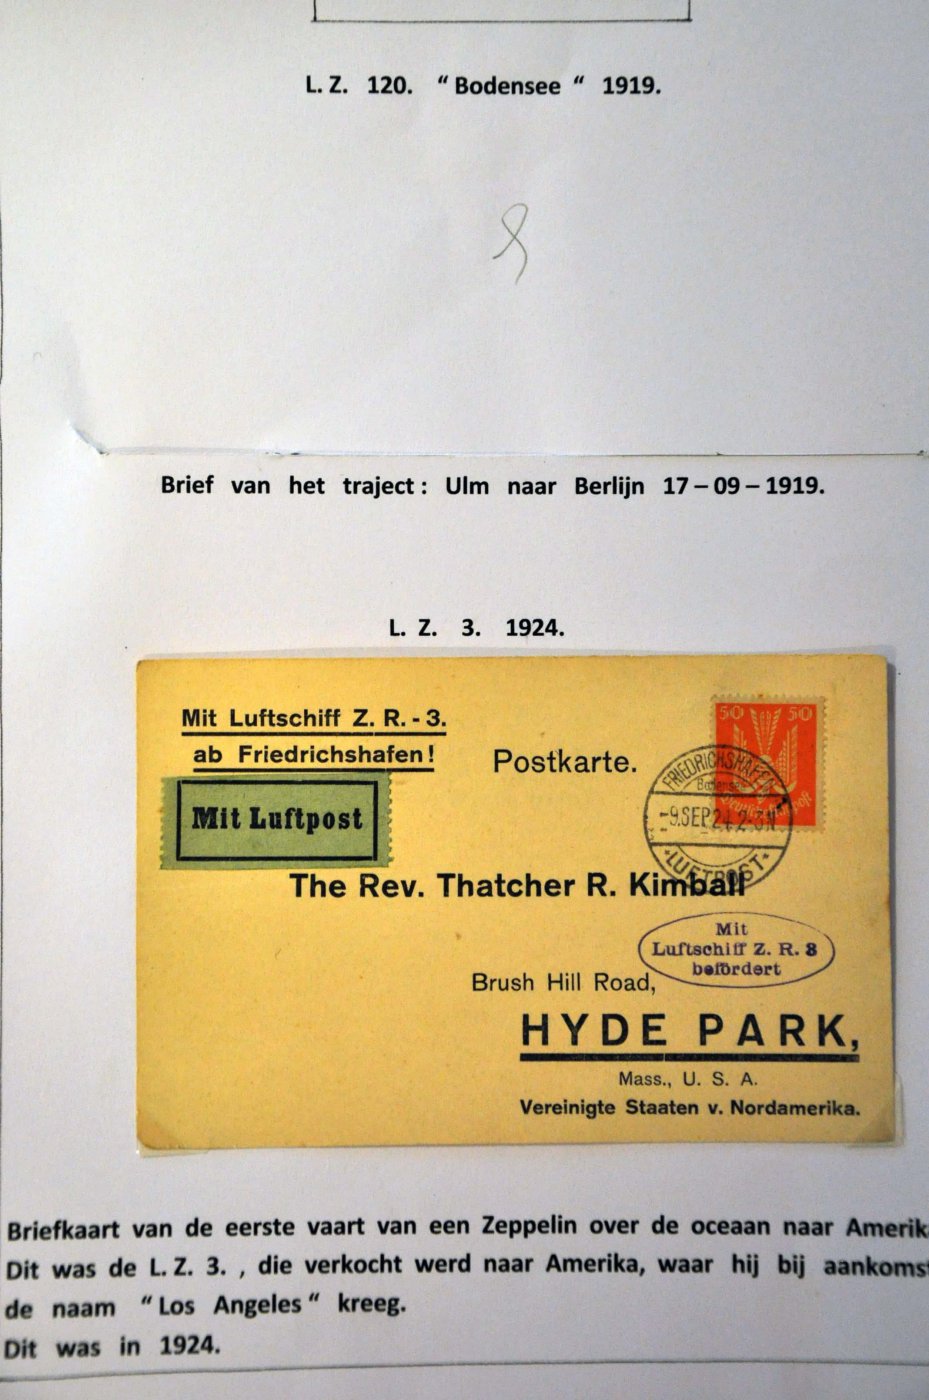 L. Z. 120. “ Bodensee “ 1919.
Brief van het traject : Ulm naar Berlijn 17 – 09 – 1919.
L. Z. 3. 1924.
Mit Luftschiff Z. R. - 3.
ab Friedrichshafen!
Postkarte.
50 50
FRIEDRICHSHAFEN
Bodensee
-9.SEP.24.2-3N
LUFTPOST
Mit Luftpost
The Rev. Thatcher R. Kimball
Mit
Luftschiff Z. R. 3
befördert
Brush Hill Road,
HYDE PARK,
Mass., U. S. A.
Vereinigte Staaten v. Nordamerika.
Briefkaart van de eerste vaart van een Zeppelin over de oceaan naar Amerik
Dit was de L. Z. 3. , die verkocht werd naar Amerika, waar hij bij aankomst
de naam “ Los Angeles “ kreeg.
Dit was in 1924.